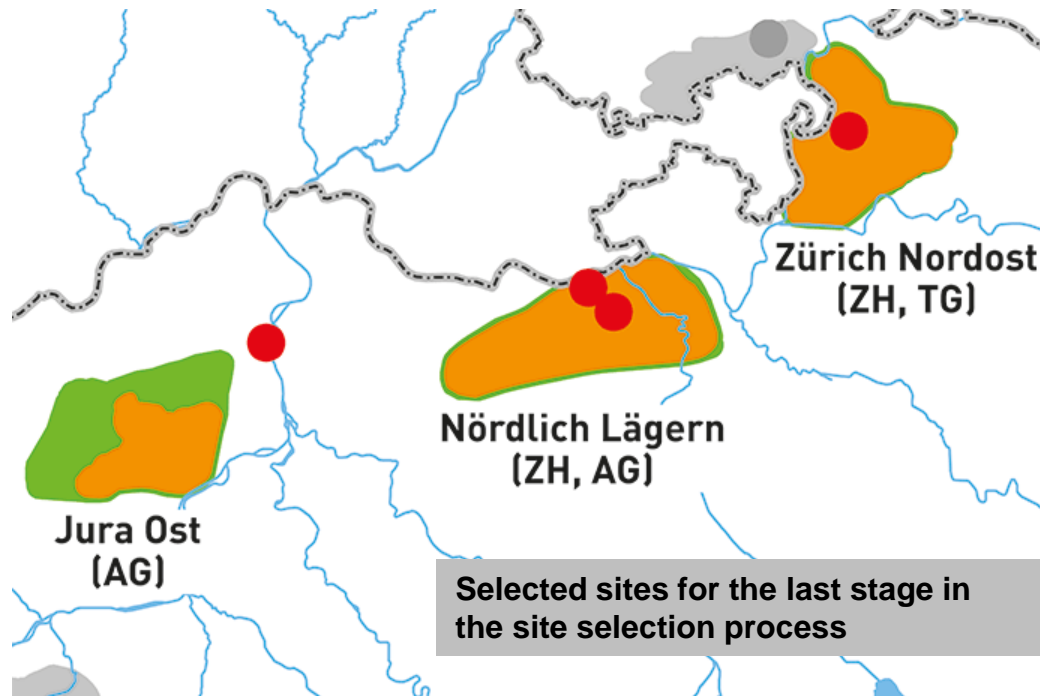 Zürich Nordost
(ZH, TG)
Nördlich Lägern
(ZH, AG)
Jura Ost
(AG)
Selected sites for the last stage in
the site selection process